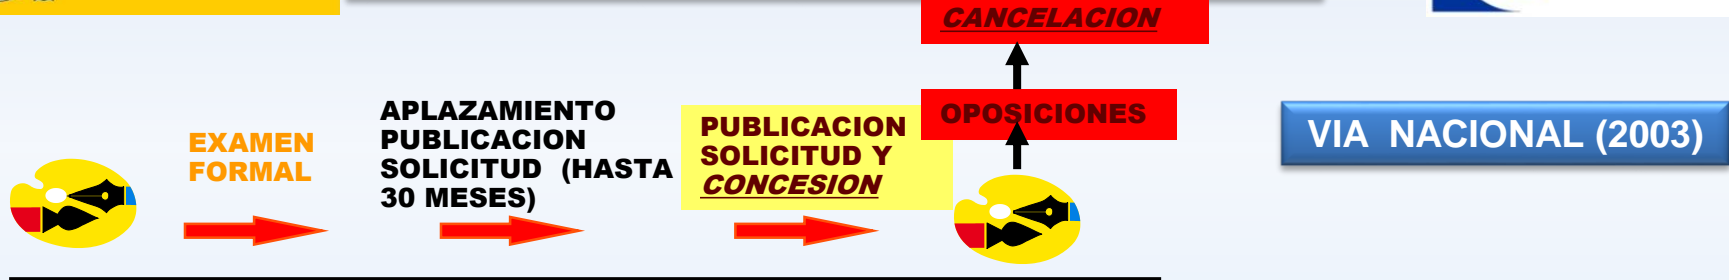 CANCELACION
OPOSICIONES
EXAMEN
FORMAL
APLAZAMIENTO
PUBLICACION
SOLICITUD (HASTA
30 MESES)
PUBLICACION
SOLICITUD Y
CONCESION
VIA NACIONAL (2003)